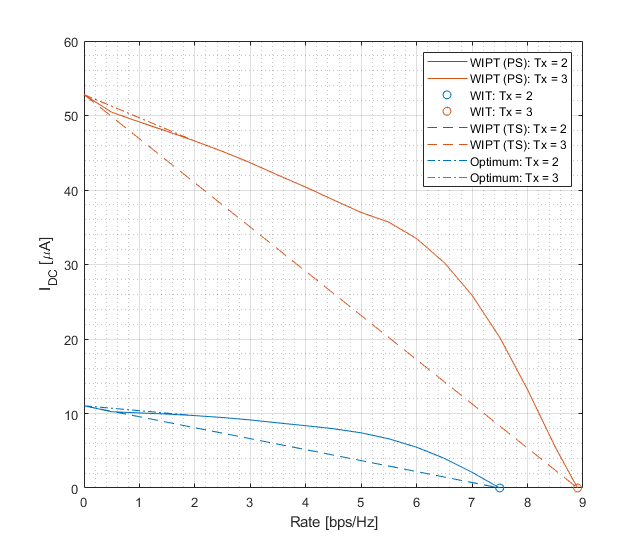 60
50
40
30
20
10
0
I_DC [μA]
0 1 2 3 4 5 6 7 8 9
Rate [bps/Hz]
WIPT (PS): Tx = 2
WIPT (PS): Tx = 3
WIT: Tx = 2
WIT: Tx = 3
WIPT (TS): Tx = 2
WIPT (TS): Tx = 3
Optimum: Tx = 2
Optimum: Tx = 3